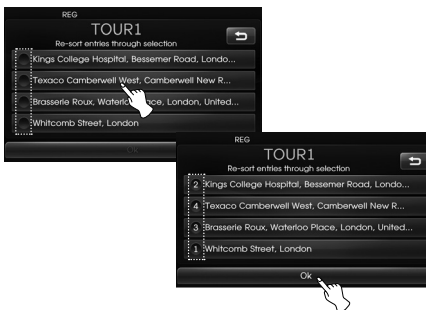 REG
TOUR1
Re-sort entries through selection
Kings College Hospital, Bessemer Road, Londo...
Texaco Camberwell West, Camberwell New R...
Brasserie Roux, Waterloo Place, London, United...
Whitcomb Street, London
Ok
REG
TOUR1
Re-sort entries through selection
2 Kings College Hospital, Bessemer Road, Londo...
4 Texaco Camberwell West, Camberwell New R...
3 Brasserie Roux, Waterloo Place, London, United...
1 Whitcomb Street, London
Ok